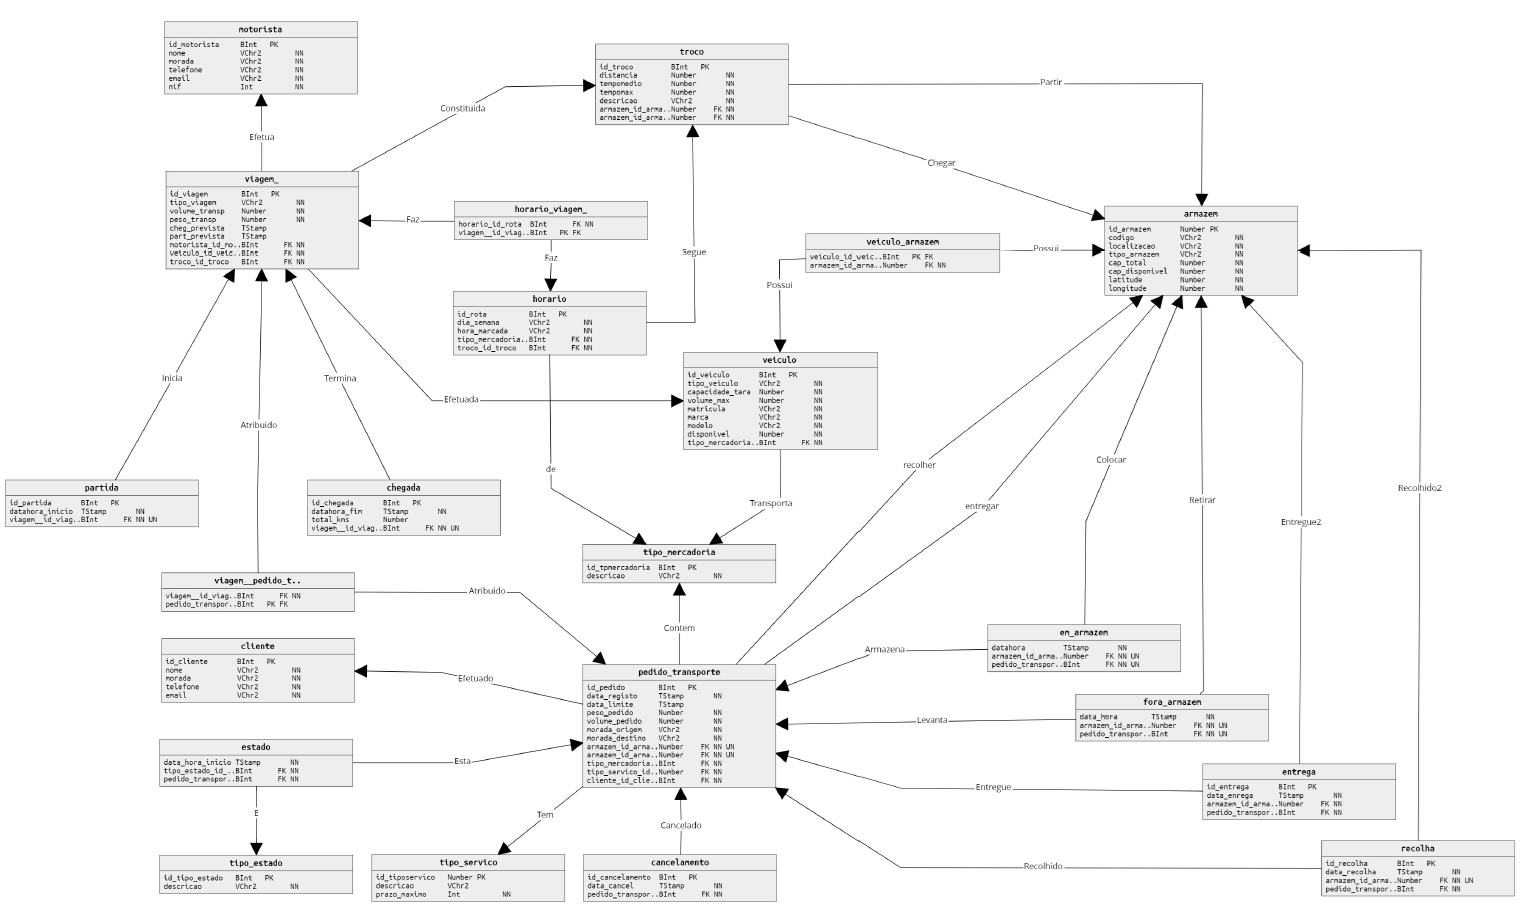 motorista
id_motorista BInt PK
nome VChr2 NN
morada VChr2 NN
telefone VChr2 NN
email VChr2 NN
nif Int NN
troco
id_troco BInt PK
distancia Number NN
tempomedio Number NN
tempomax Number NN
descricao VChr2 NN
armazem_id_arma..Number FK NN
armazem_id_arma..Number FK NN
Partir
Constituida
Efetua
Chegar
viagem_
id_viagem BInt PK
tipo_viagem VChr2 NN
volume_transp Number NN
peso_transp Number NN
cheg_prevista TStamp
part_prevista TStamp
motorista_id_mo..BInt FK NN
veiculo_id_veic..BInt FK NN
troco_id_troco BInt FK NN
Faz
horario_viagem_
horario_id_rota BInt FK NN
viagem__id_viag..BInt PK FK
Faz
Segue
veiculo_armazem
veiculo_id_veic..BInt PK FK
armazem_id_arma..Number FK NN
Possui
Possui
armazem
id_armazem Number PK
codigo VChr2 NN
localizacao VChr2 NN
tipo_armazem VChr2 NN
cap_total Number NN
cap_disponivel Number NN
latitude Number NN
longitude Number NN
horario
id_rota BInt PK
dia_semana VChr2 NN
hora_marcada VChr2 NN
tipo_mercadoria..BInt FK NN
troco_id_troco BInt FK NN
veiculo
id_veiculo BInt PK
tipo_veiculo VChr2 NN
capacidade_tara Number NN
volume_max Number NN
matricula VChr2 NN
marca VChr2 NN
modelo VChr2 NN
disponivel Number NN
tipo_mercadoria..BInt FK NN
Inicia
Termina
Efetuada
Atribuido
de
recolher
Colocar
Recolhido2
Transporta
entregar
Retirar
Entregue2
partida
id_partida BInt PK
datahora_inicio TStamp NN
viagem__id_viag..BInt FK NN UN
chegada
id_chegada BInt PK
datahora_fim TStamp NN
total_kms Number
viagem__id_viag..BInt FK NN UN
tipo_mercadoria
id_tpmercadoria BInt PK
descricao VChr2 NN
viagem__pedido_t..
viagem__id_viag..BInt FK NN
pedido_transpor..BInt PK FK
Atribuido
Contem
cliente
id_cliente BInt PK
nome VChr2 NN
morada VChr2 NN
telefone VChr2 NN
email VChr2 NN
Efetuado
pedido_transporte
id_pedido BInt PK
data_registo TStamp NN
data_limite TStamp
peso_pedido Number NN
volume_pedido Number NN
morada_origem VChr2 NN
morada_destino VChr2 NN
armazem_id_arma..Number FK NN UN
armazem_id_arma..Number FK NN UN
tipo_mercadoria..BInt FK NN
tipo_servico_id..Number FK NN
cliente_id_clie..BInt FK NN
Armazena
em_armazem
datahora TStamp NN
armazem_id_arma..Number FK NN UN
pedido_transpor..BInt FK NN UN
Levanta
fora_armazem
data_hora TStamp NN
armazem_id_arma..Number FK NN UN
pedido_transpor..BInt FK NN UN
estado
data_hora_inicio TStamp NN
tipo_estado_id_..BInt FK NN
pedido_transpor..BInt FK NN
Esta
Entregue
entrega
id_entrega BInt PK
data_enrega TStamp NN
armazem_id_arma..Number FK NN
pedido_transpor..BInt FK NN
E
Tem
Cancelado
Recolhido
tipo_estado
id_tipo_estado BInt PK
descricao VChr2 NN
tipo_servico
id_tiposervico Number PK
descricao VChr2
prazo_maximo Int NN
cancelamento
id_cancelamento BInt PK
data_cancel TStamp NN
pedido_transpor..BInt FK NN
recolha
id_recolha BInt PK
data_recolha TStamp NN
armazem_id_arma..Number FK NN UN
pedido_transpor..BInt FK NN